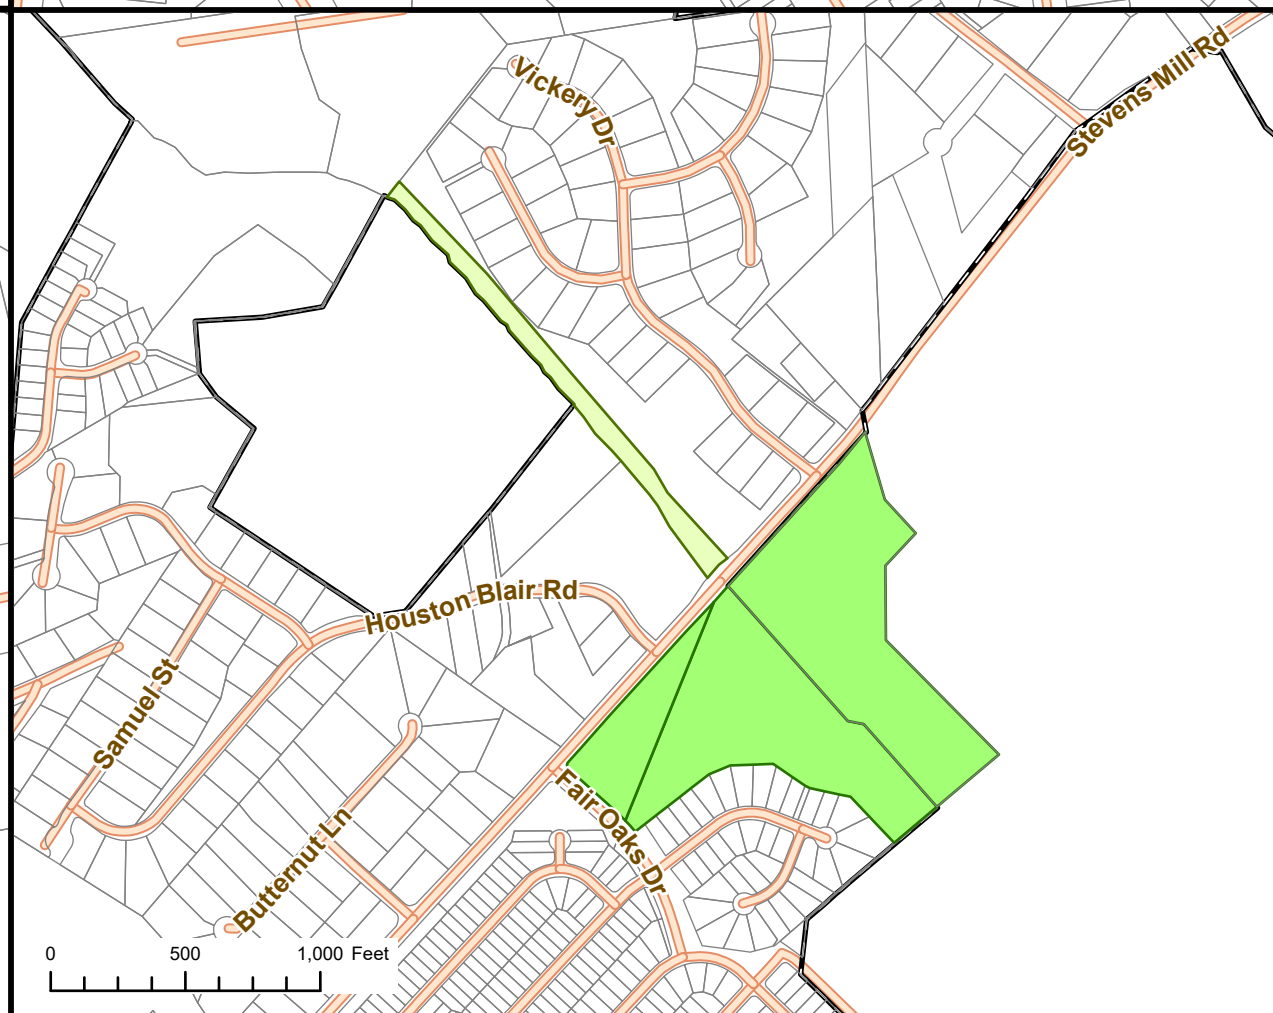 Vickery Dr
Stevens Mill Rd
Houston Blair Rd
Samuel St
Butternut Ln
Fair Oaks Dr
0 500 1,000 Feet